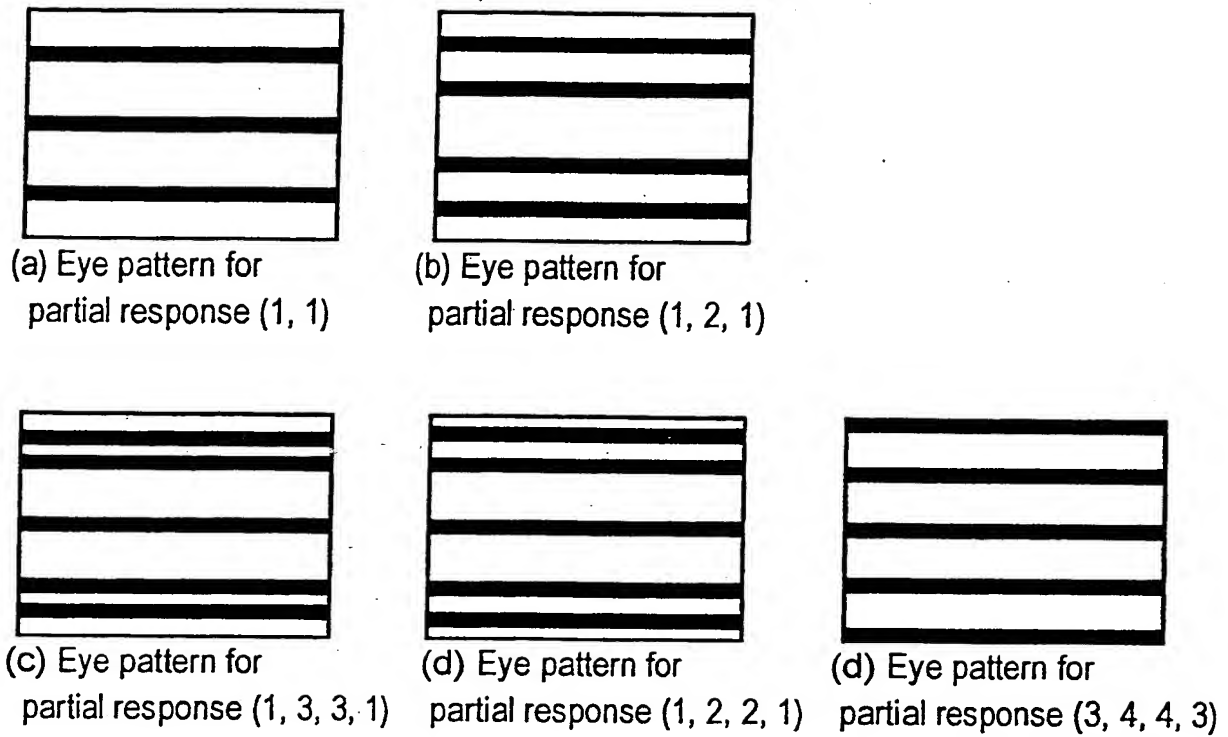 (a) Eye pattern for
partial response (1, 1)
(b) Eye pattern for
partial response (1, 2, 1)
(c) Eye pattern for
partial response (1, 3, 3, 1)
(d) Eye pattern for
partial response (1, 2, 2, 1)
(d) Eye pattern for
partial response (3, 4, 4, 3)